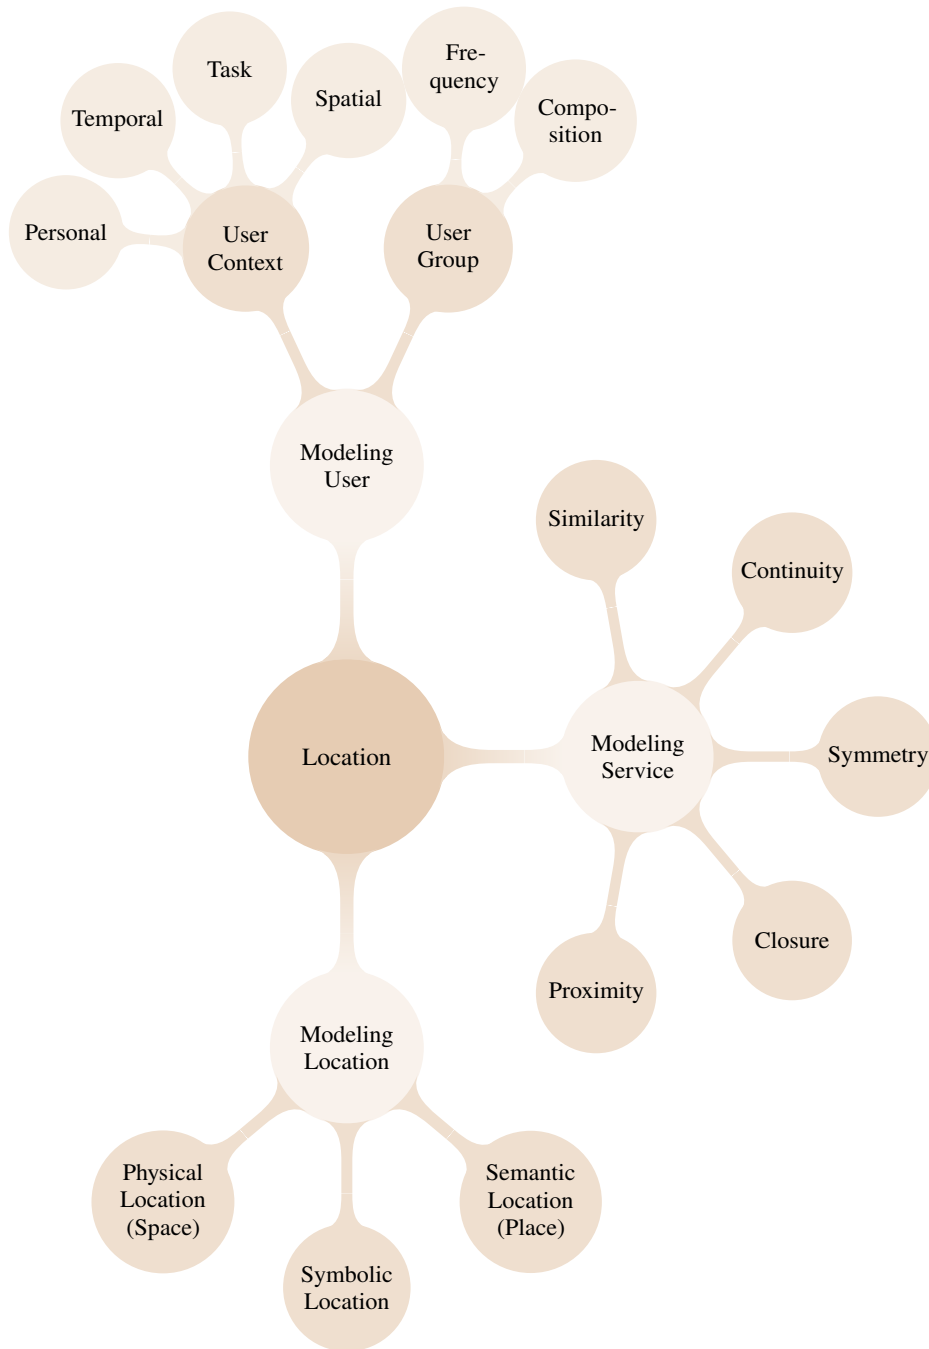 Fre-
quency
Task
Spatial
Compo-
sition
Temporal
Personal
User
Context
User
Group
Modeling
User
Similarity
Continuity
Location
Modeling
Service
Symmetry
Closure
Proximity
Modeling
Location
Physical
Location
(Space)
Semantic
Location
(Place)
Symbolic
Location